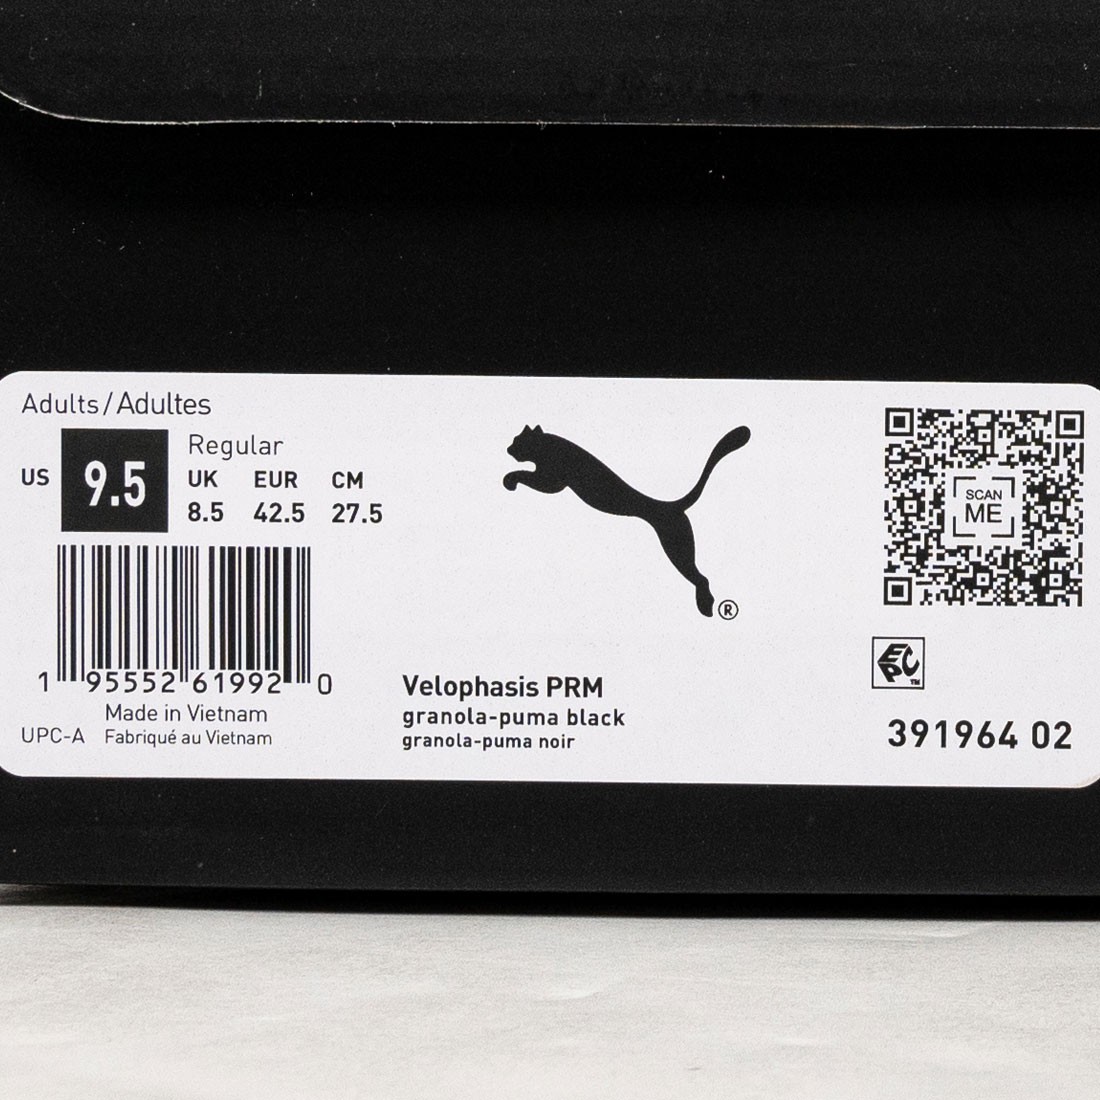 Adults/Adultes
US 9.5
Regular
UK EUR CM
8.5 42.5 27.5
1 95552 61992 0
Made in Vietnam
UPC-A Fabriqué au Vietnam
®
Velophasis PRM
granola-puma black
granola-puma noir
SCAN
ME
EPC™
391964 02